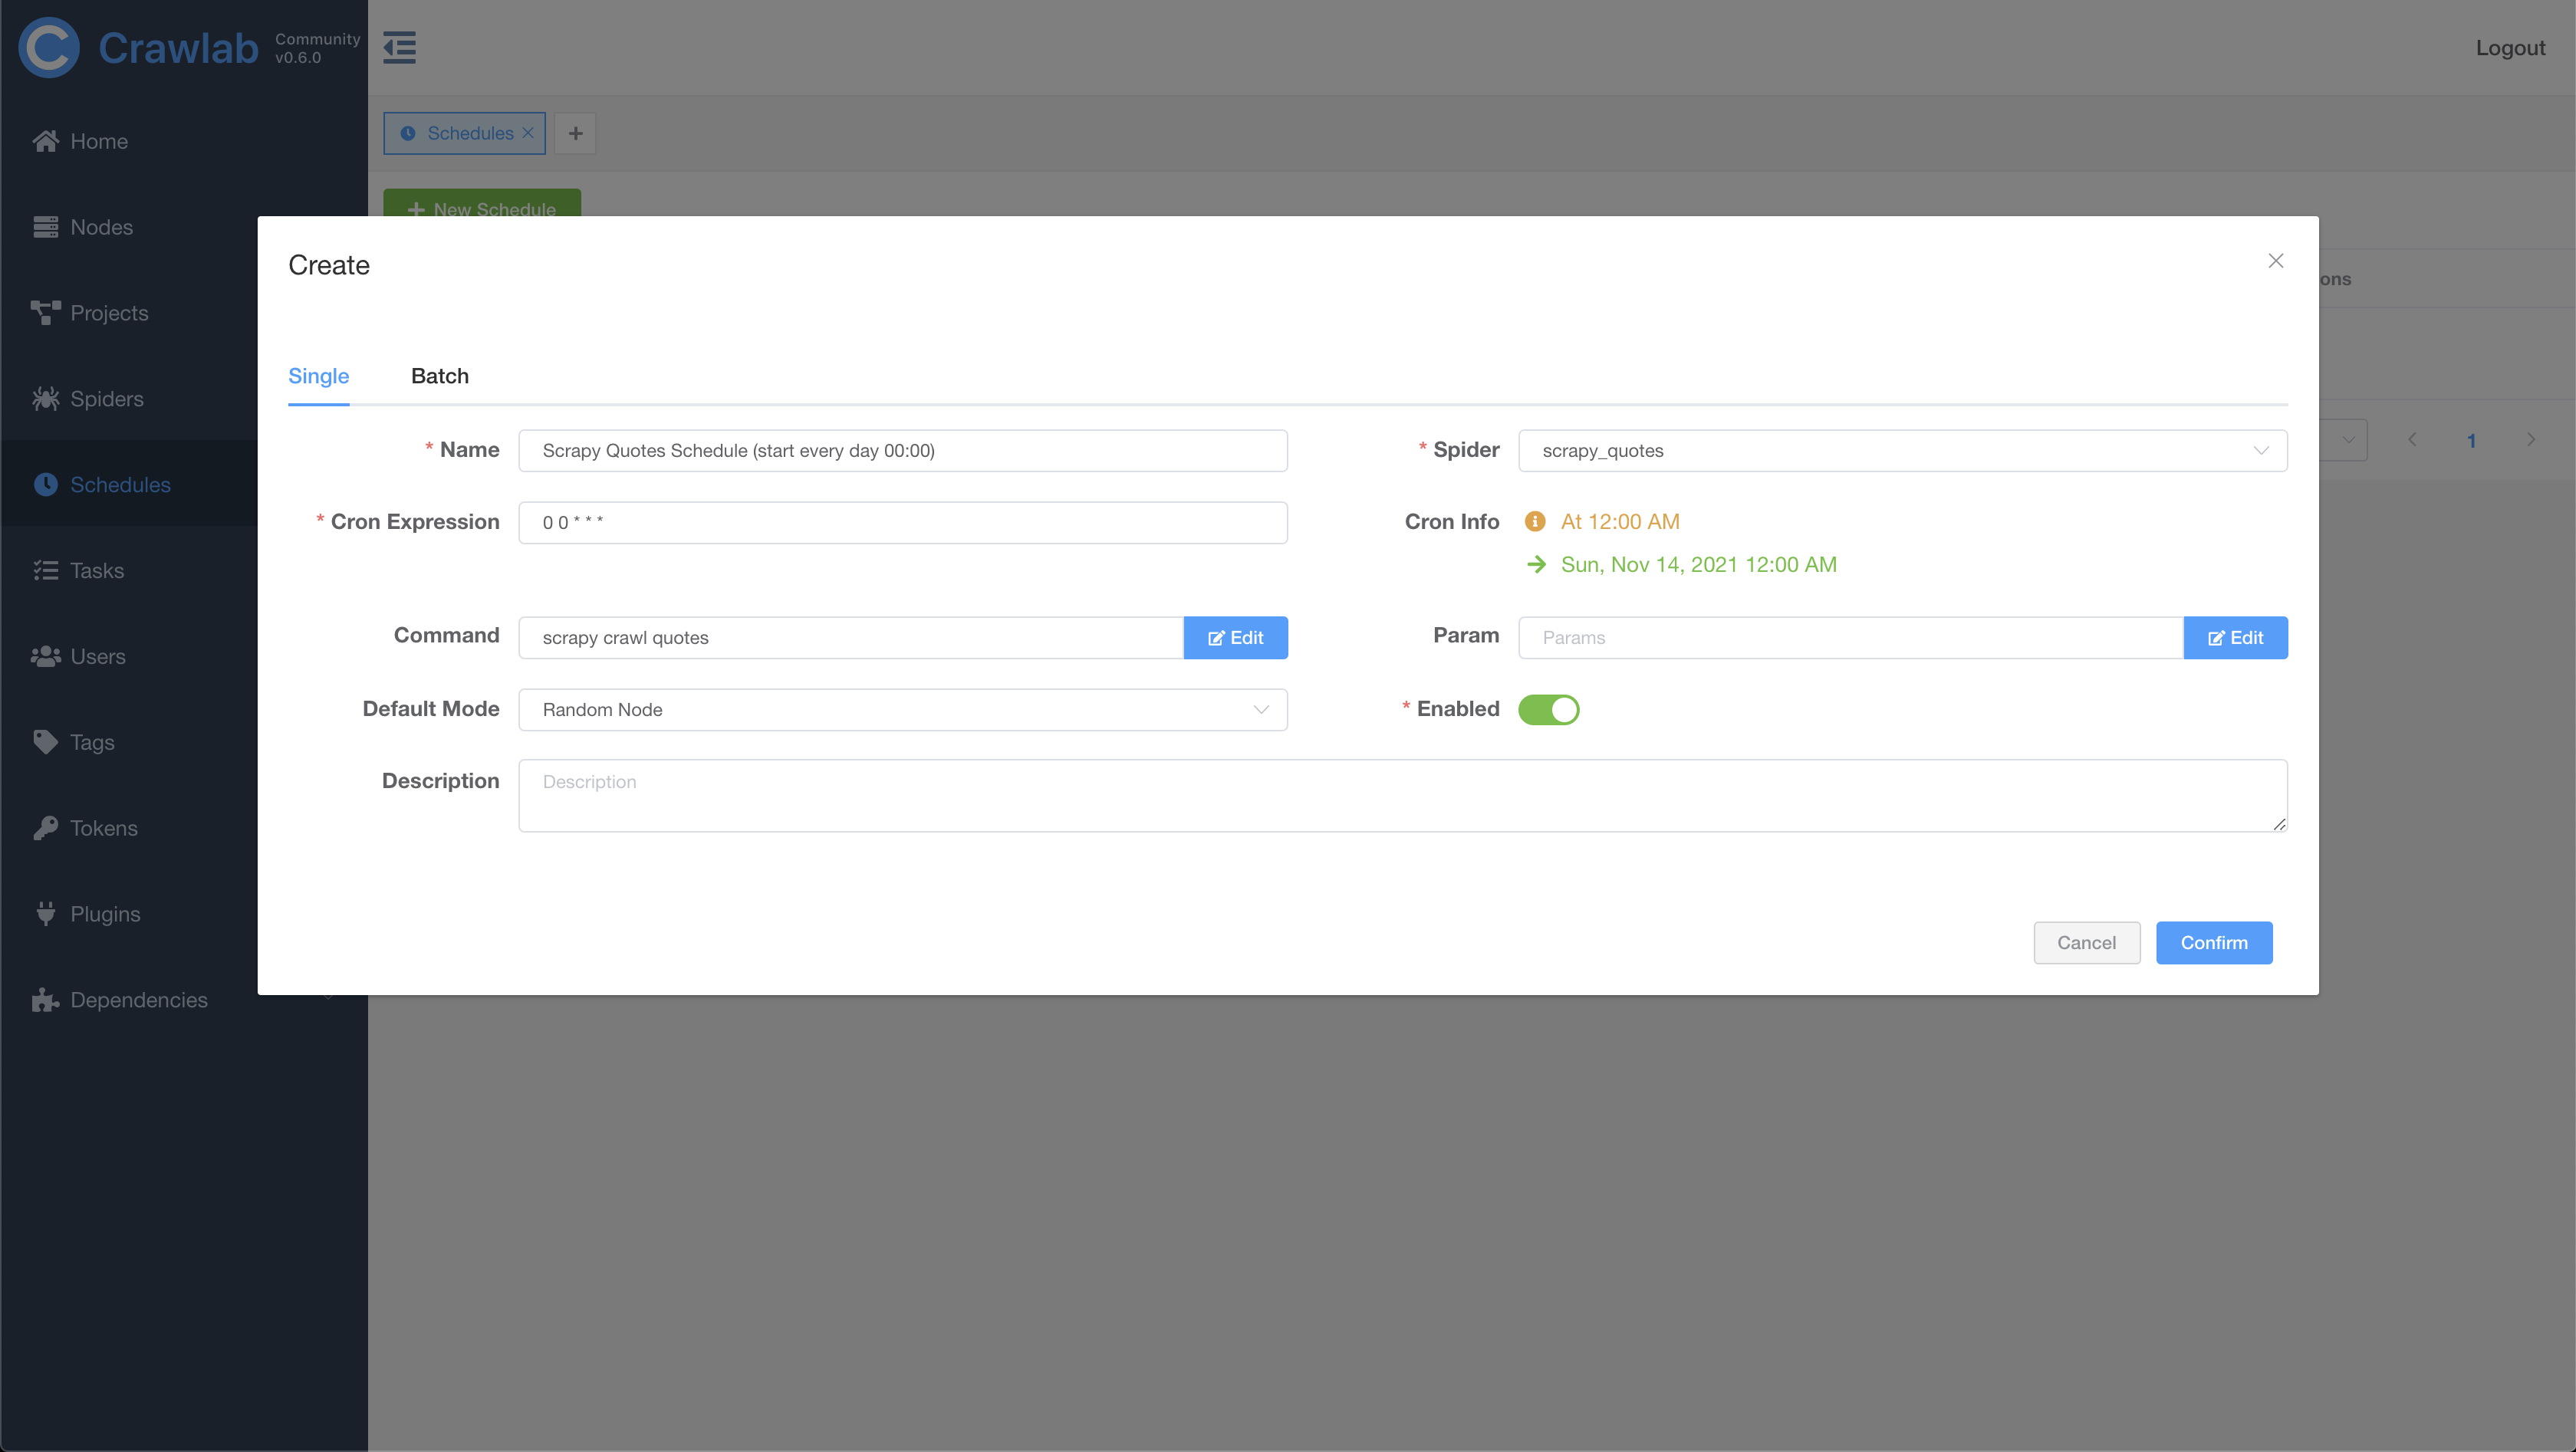 Crawlab
Community
v0.6.0
Logout
Home
Nodes
Projects
Spiders
Schedules
Tasks
Users
Tags
Tokens
Plugins
Dependencies
Schedules
New Schedule
ons
1
Create
Single Batch
* Name Scrapy Quotes Schedule (start every day 00:00)
* Spider scrapy_quotes
* Cron Expression 0 0 * * *
Cron Info At 12:00 AM
Sun, Nov 14, 2021 12:00 AM
Command scrapy crawl quotes Edit
Param Params Edit
Default Mode Random Node
* Enabled
Description Description
Cancel Confirm